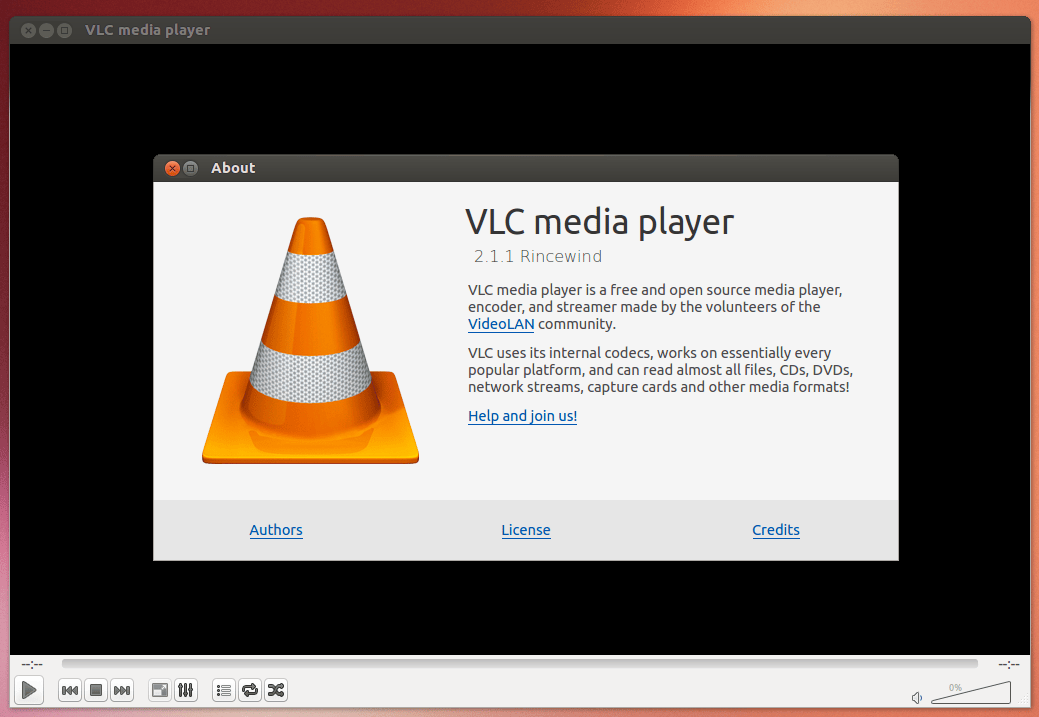 VLC media player
About
VLC media player
2.1.1 Rincewind
VLC media player is a free and open source media player,
encoder, and streamer made by the volunteers of the
VideoLAN community.
VLC uses its internal codecs, works on essentially every
popular platform, and can read almost all files, CDs, DVDs,
network streams, capture cards and other media formats!
Help and join us!
Authors License Credits
--:-- --:--
0%